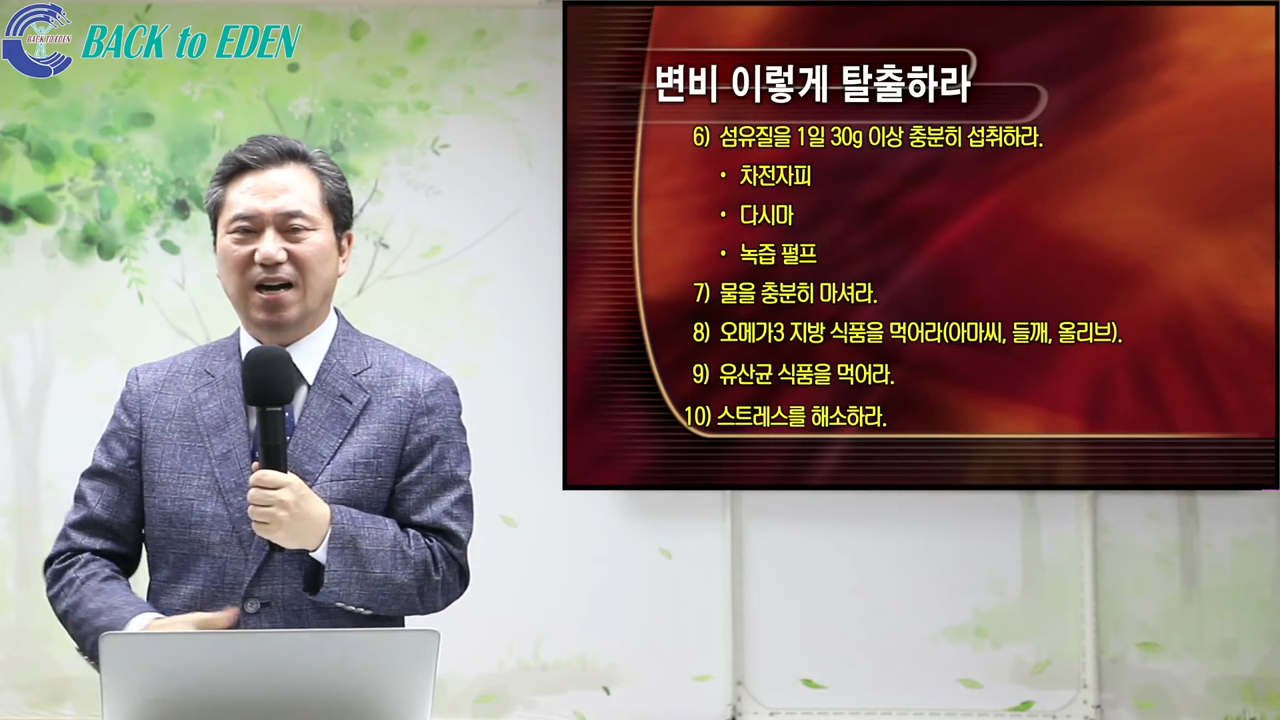 BACK TO EDEN
BACK to EDEN
변비 이렇게 탈출하라
6) 섬유질을 1일 30g 이상 충분히 섭취하라.
• 차전자피
• 다시마
• 녹즙 펄프
7) 물을 충분히 마셔라.
8) 오메가3 지방 식품을 먹어라(아마씨, 들깨, 올리브).
9) 유산균 식품을 먹어라.
10) 스트레스를 해소하라.